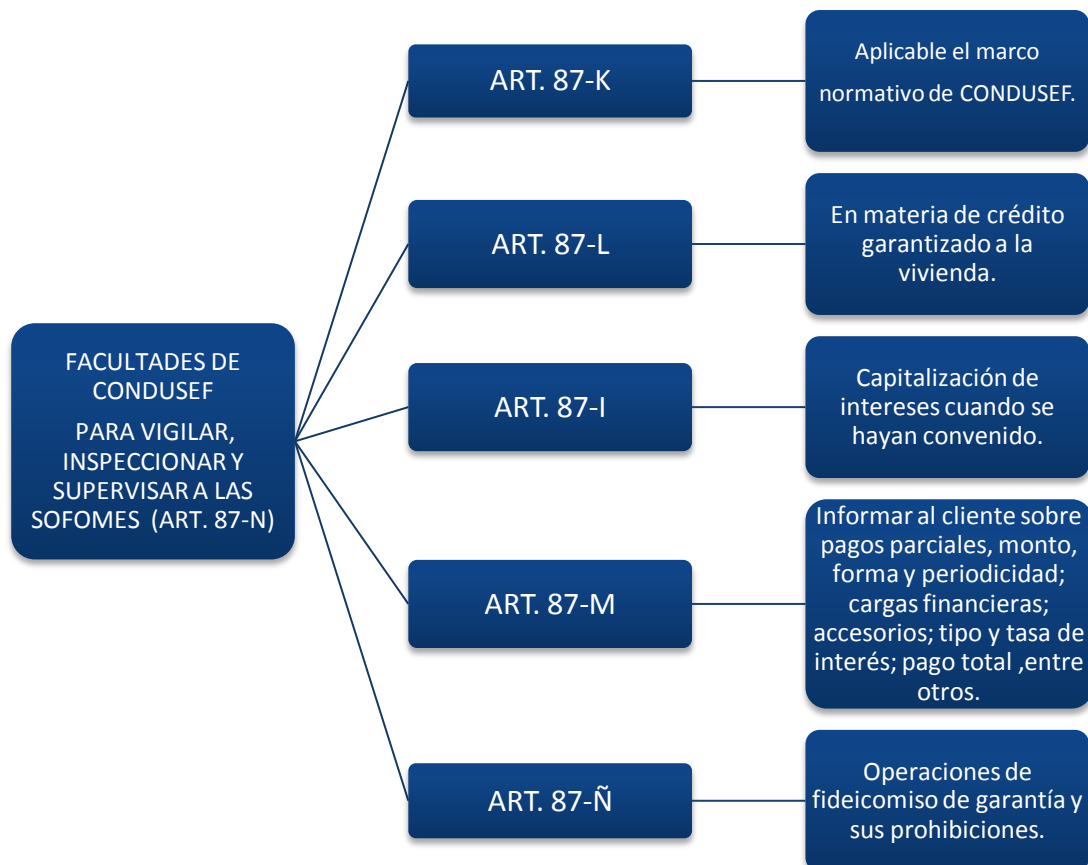 FACULTADES DE
CONDUSEF
PARA VIGILAR,
INSPECCIONAR Y
SUPERVISAR A LAS
SOFOMES (ART. 87-N)
ART. 87-K
Aplicable el marco
normativo de CONDUSEF.
ART. 87-L
En materia de crédito
garantizado a la
vivienda.
ART. 87-I
Capitalización de
intereses cuando se
hayan convenido.
ART. 87-M
Informar al cliente sobre
pagos parciales, monto,
forma y periodicidad;
cargas financieras;
accesorios; tipo y tasa de
interés; pago total ,entre
otros.
ART. 87-Ñ
Operaciones de
fideicomiso de garantía y
sus prohibiciones.